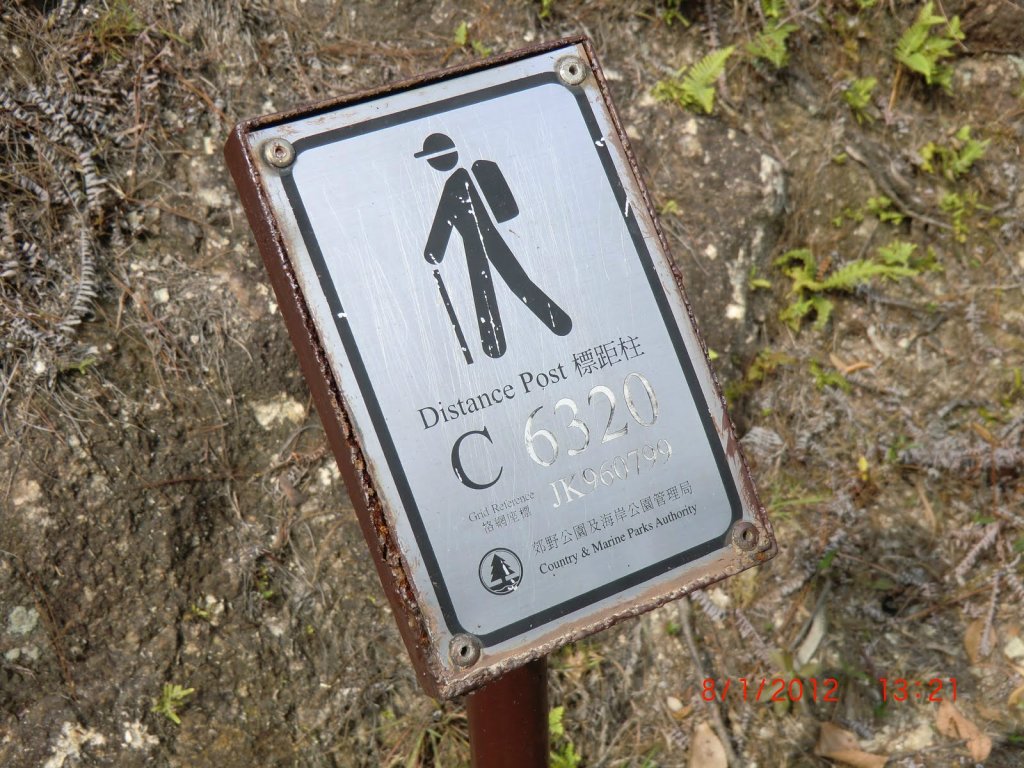 Distance Post 標距柱
C 6320
JK960799
Grid Reference
格網座標
郊野公園及海岸公園管理局
Country & Marine Parks Authority
8/1/2012 13:21